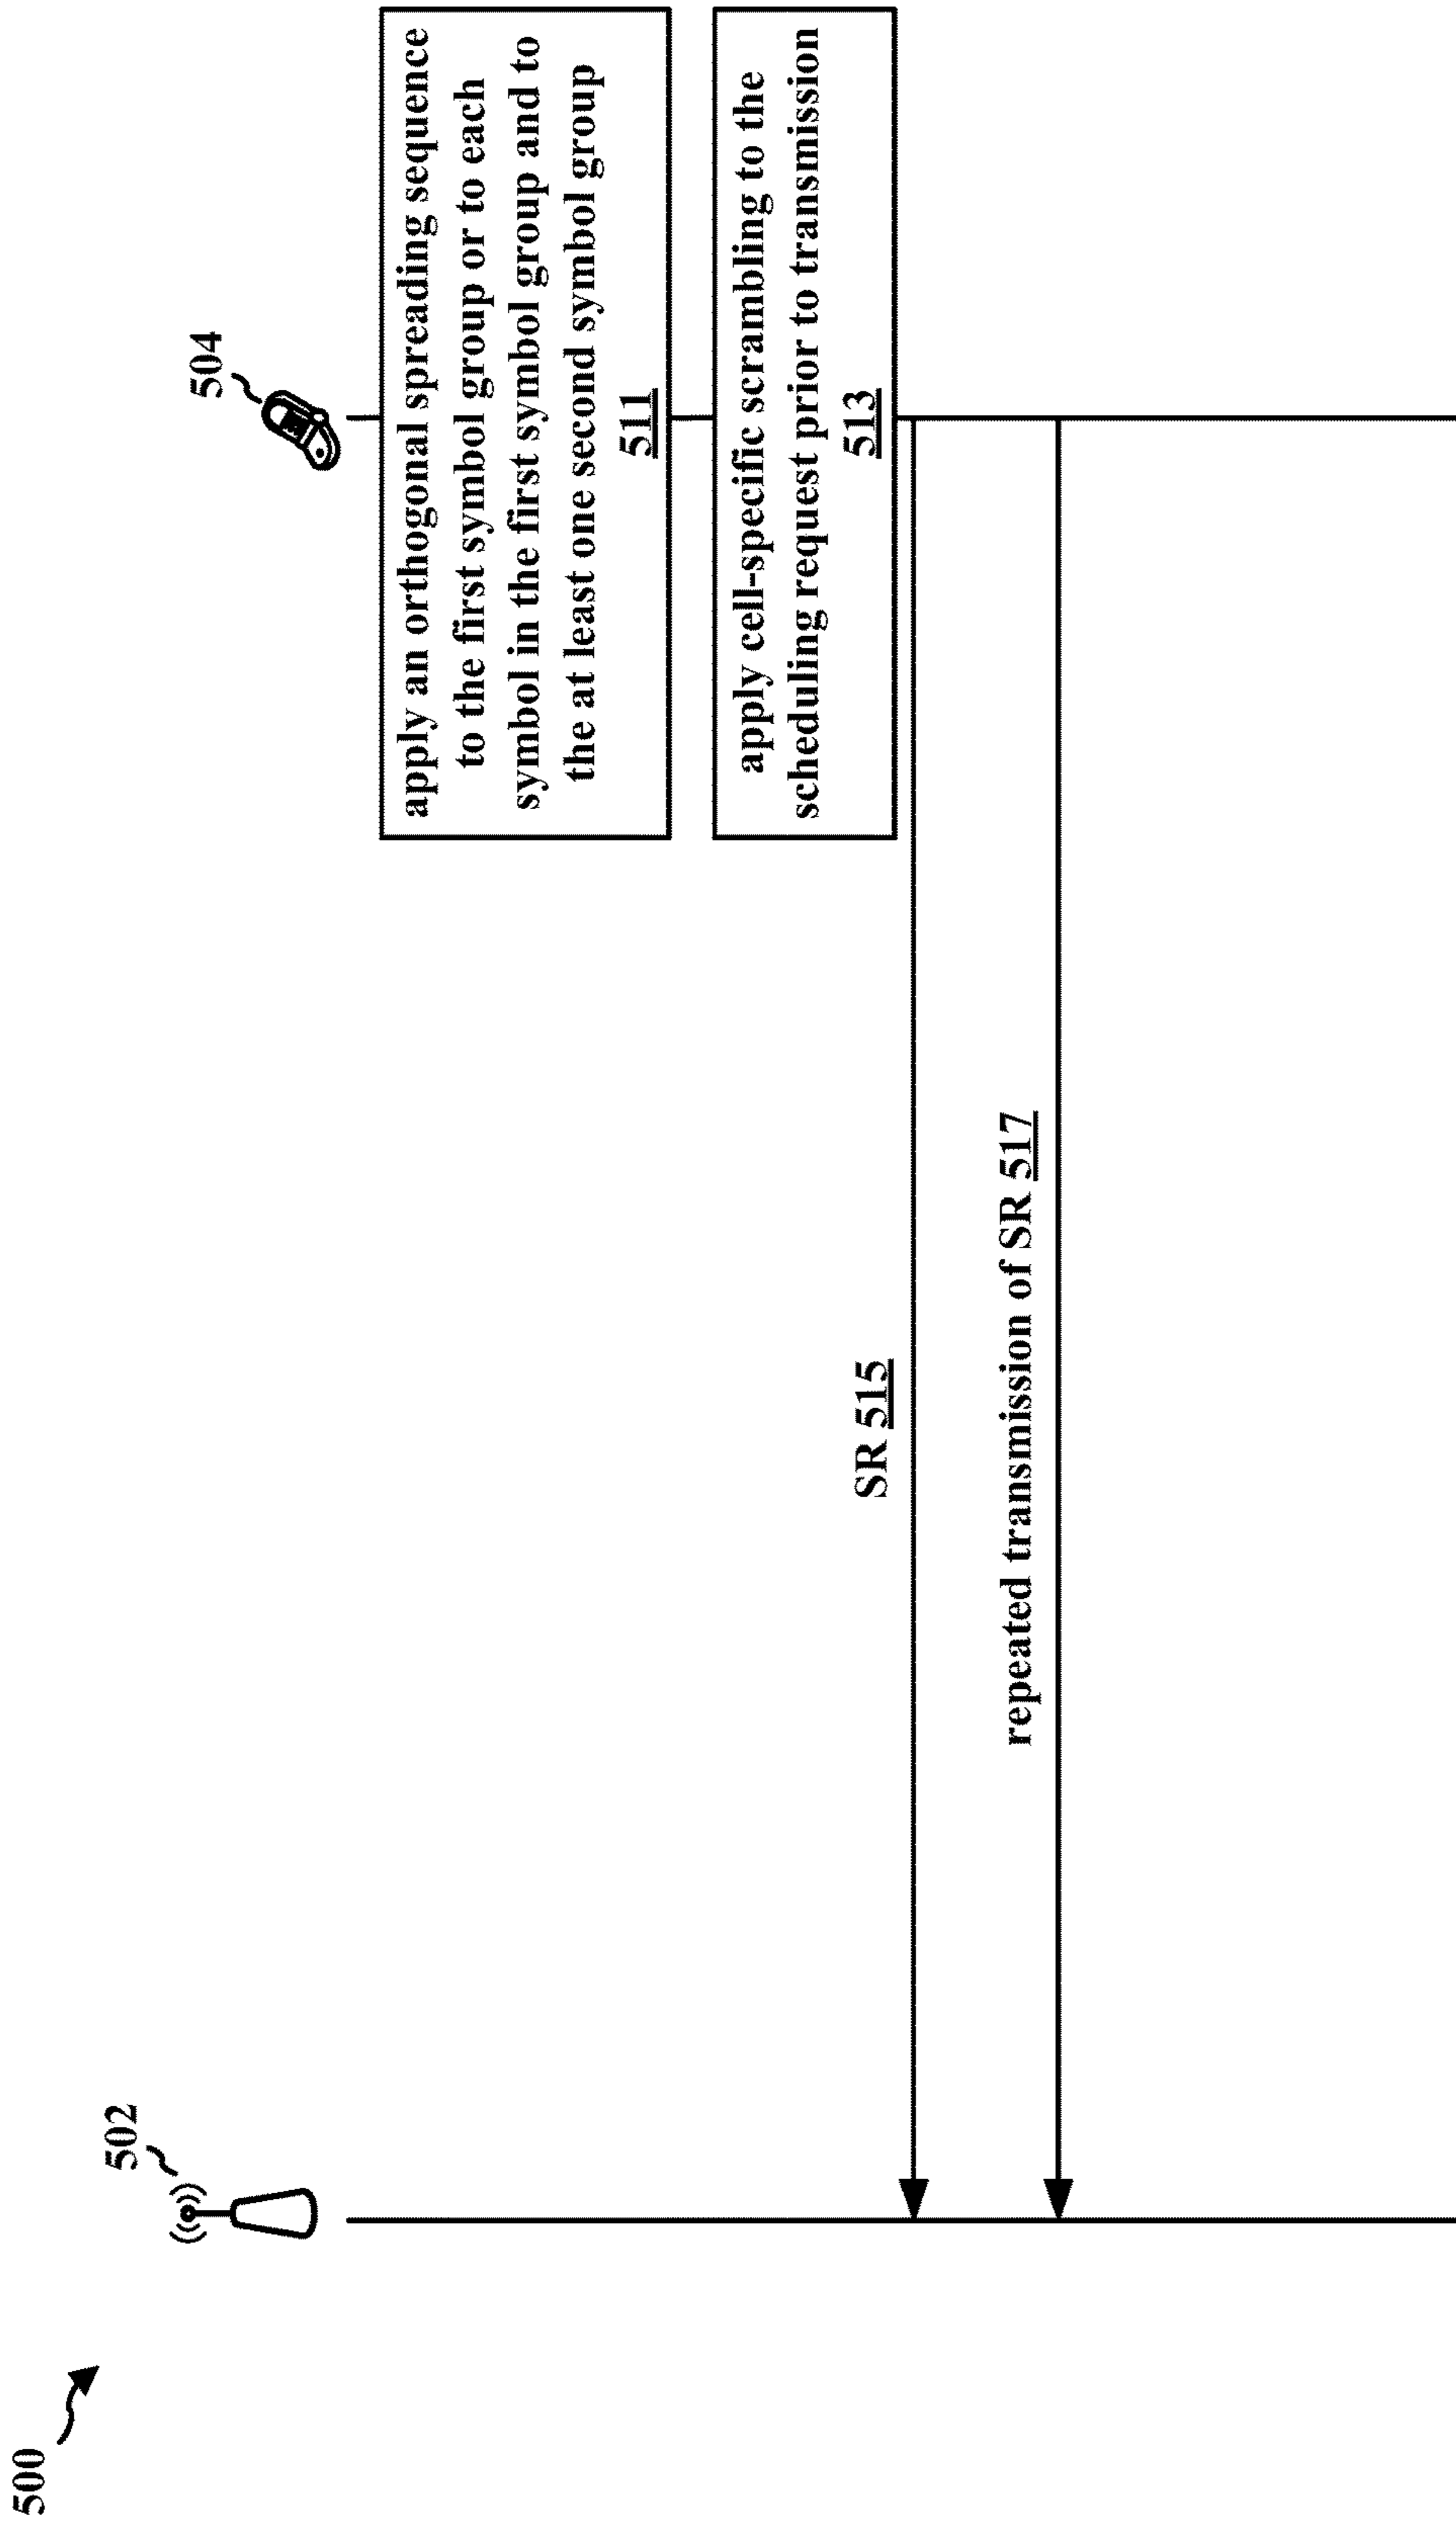 500
502
504
apply an orthogonal spreading sequence
to the first symbol group or to each
symbol in the first symbol group and to
the at least one second symbol group
511
apply cell-specific scrambling to the
scheduling request prior to transmission
513
SR 515
repeated transmission of SR 517